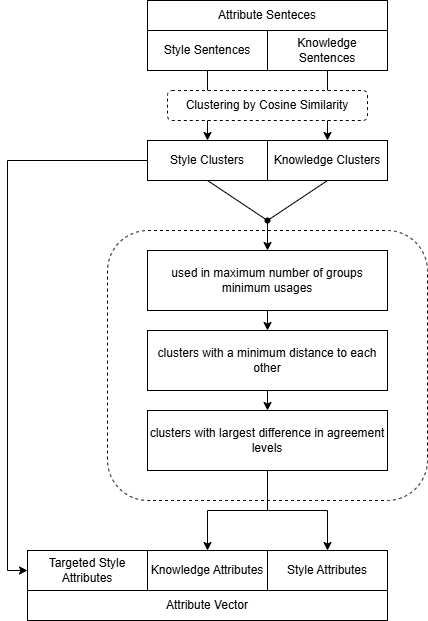 Attribute Senteces
Style Sentences
Knowledge
Sentences
Clustering by Cosine Similarity
Style Clusters
Knowledge Clusters
used in maximum number of groups
minimum usages
clusters with a minimum distance to each
other
clusters with largest difference in agreement
levels
Targeted Style
Attributes
Knowledge Attributes
Style Attributes
Attribute Vector